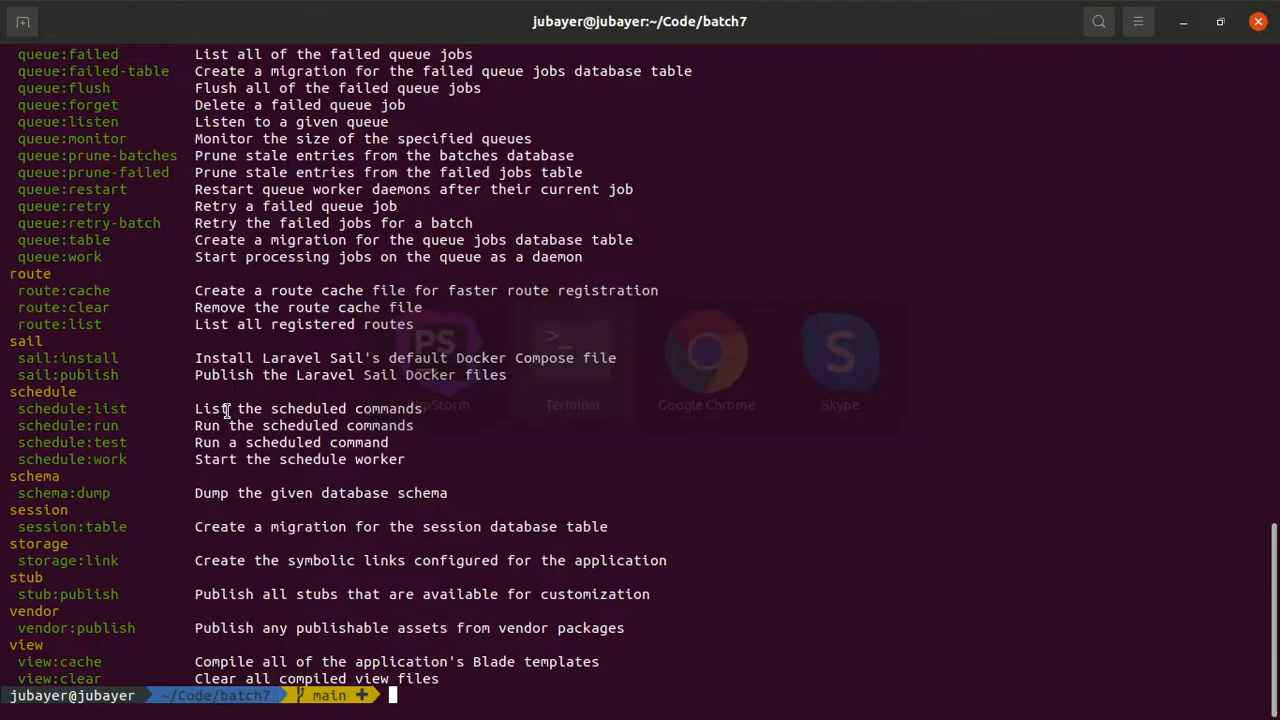 jubayer@jubayer:~/Code/batch7
queue:failed List all of the failed queue jobs
queue:failed-table Create a migration for the failed queue jobs database table
queue:flush Flush all of the failed queue jobs
queue:forget Delete a failed queue job
queue:listen Listen to a given queue
queue:monitor Monitor the size of the specified queues
queue:prune-batches Prune stale entries from the batches database
queue:prune-failed Prune stale entries from the failed jobs table
queue:restart Restart queue worker daemons after their current job
queue:retry Retry a failed queue job
queue:retry-batch Retry the failed jobs for a batch
queue:table Create a migration for the queue jobs database table
queue:work Start processing jobs on the queue as a daemon
route
route:cache Create a route cache file for faster route registration
route:clear Remove the route cache file
route:list List all registered routes
sail
sail:install Install Laravel Sail's default Docker Compose file
sail:publish Publish the Laravel Sail Docker files
schedule
schedule:list List the scheduled commands
schedule:run Run the scheduled commands
schedule:test Run a scheduled command
schedule:work Start the schedule worker
schema
schema:dump Dump the given database schema
session
session:table Create a migration for the session database table
storage
storage:link Create the symbolic links configured for the application
stub
stub:publish Publish all stubs that are available for customization
vendor
vendor:publish Publish any publishable assets from vendor packages
view
view:cache Compile all of the application's Blade templates
view:clear Clear all compiled view files
jubayer@jubayer ~/Code/batch7 main
PS >_ S
PhpStorm Terminal Google Chrome Skype